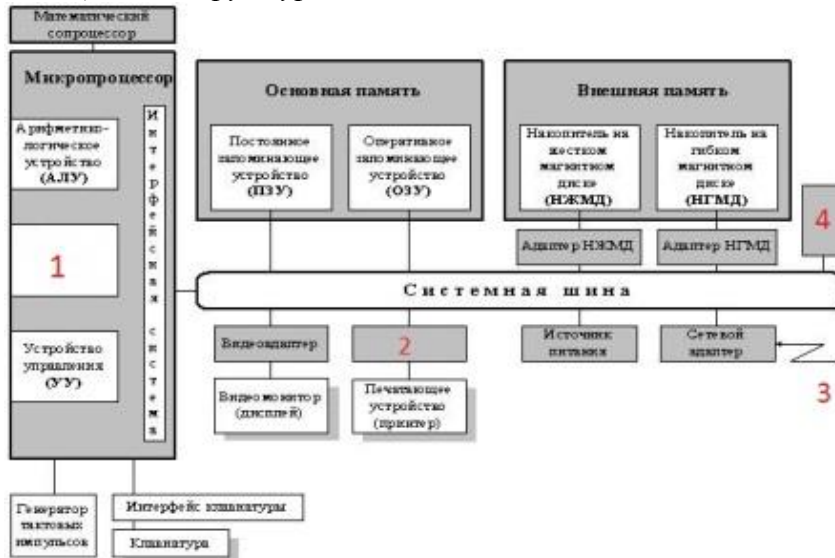 Математический
сопроцессор
Микропроцессор
Арифметико-
логическое
устройство
(АЛУ)
1
Устройство
управления
(УУ)
Интерфейсная система
Основная память
Постоянное
запоминающее
устройство
(ПЗУ)
Оперативное
запоминающее
устройство
(ОЗУ)
Внешняя память
Накопитель на
жестком
магнитном
диске
(НЖМД)
Накопитель на
гибком
магнитном
диске
(НГМД)
4
Адаптер НЖМД
Адаптер НГМД
Системная шина
Видеоадаптер
2
Источник
питания
Сетевой
адаптер
3
Видеомонитор
(дисплей)
Печатающее
устройство
(принтер)
Генератор
тактовых
импульсов
Интерфейс клавиатуры
Клавиатура